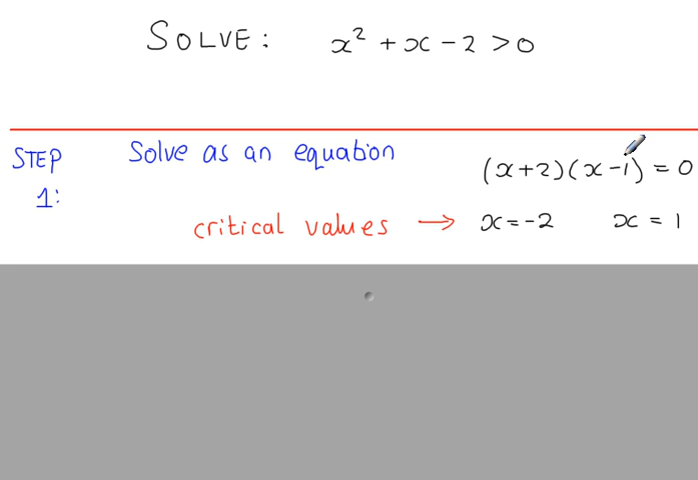 SOLVE: x² + x - 2 > 0
STEP 1: Solve as an equation (x+2)(x-1) = 0
critical values → x = -2 x = 1